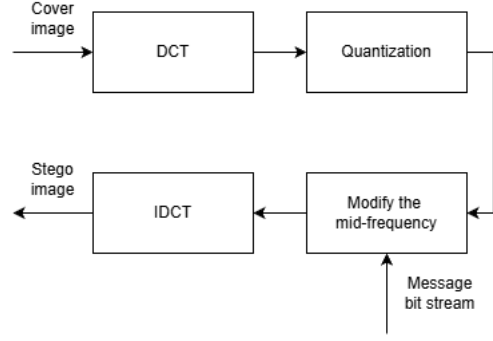 Cover
image
DCT
Quantization
Stego
image
IDCT
Modify the
mid-frequency
Message
bit stream